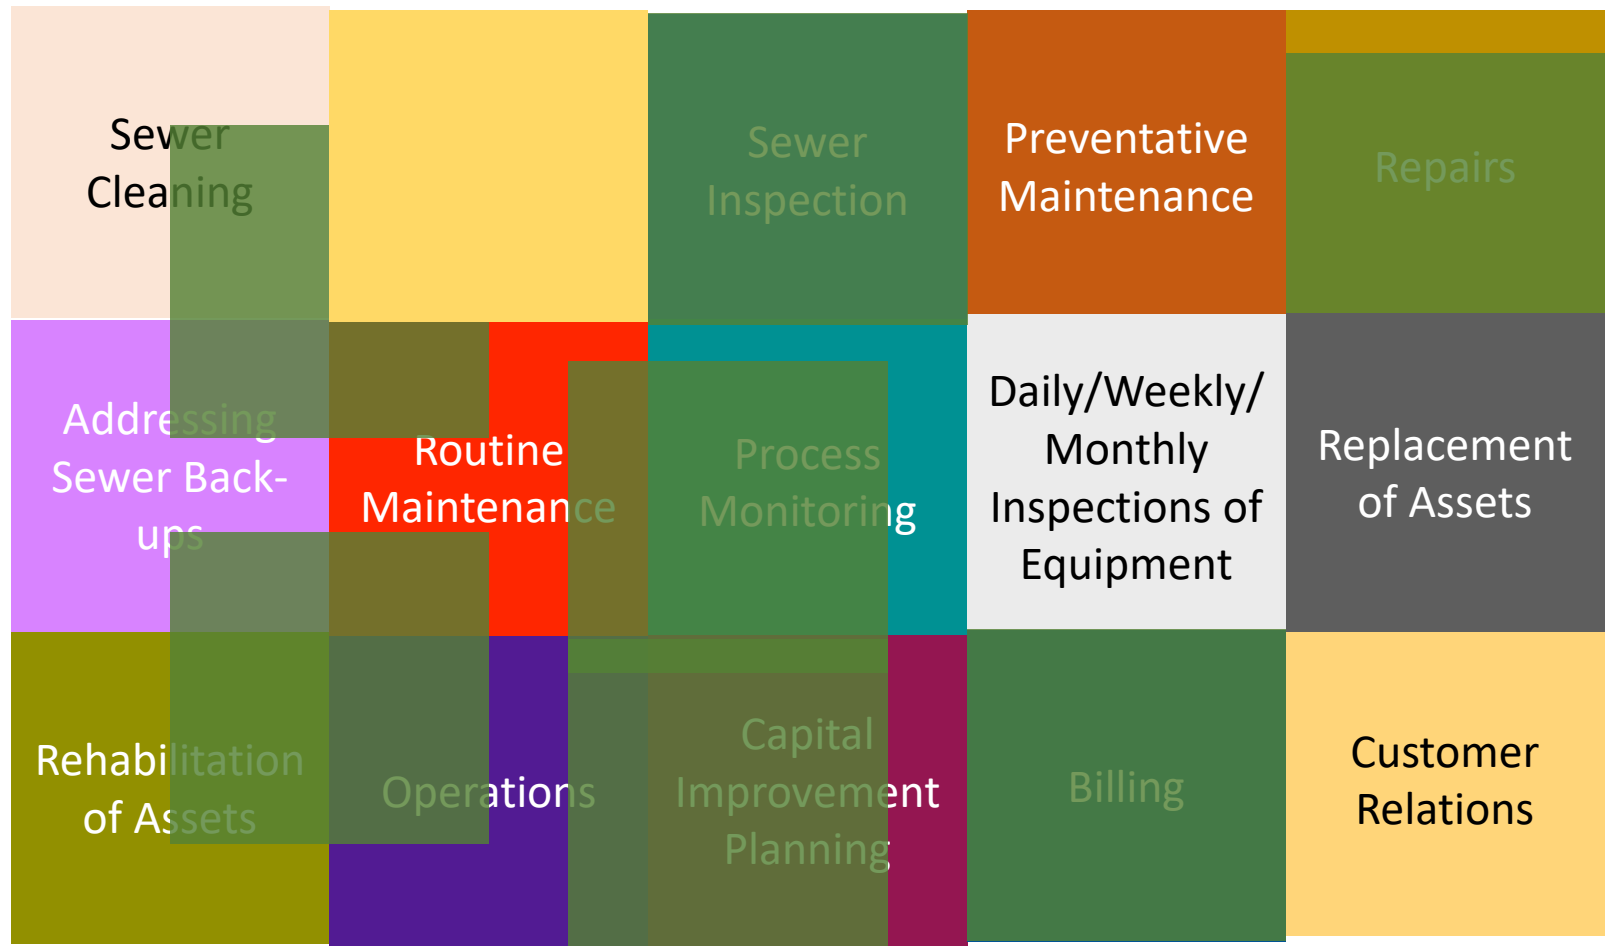 Sewer
Cleaning
Sewer
Inspection
Preventative
Maintenance
Repairs
Addressing
Sewer Back-
ups
Routine
Maintenance
Process
Monitoring
Daily/Weekly/
Monthly
Inspections of
Equipment
Replacement
of Assets
Rehabilitation
of Assets
Operations
Capital
Improvement
Planning
Billing
Customer
Relations